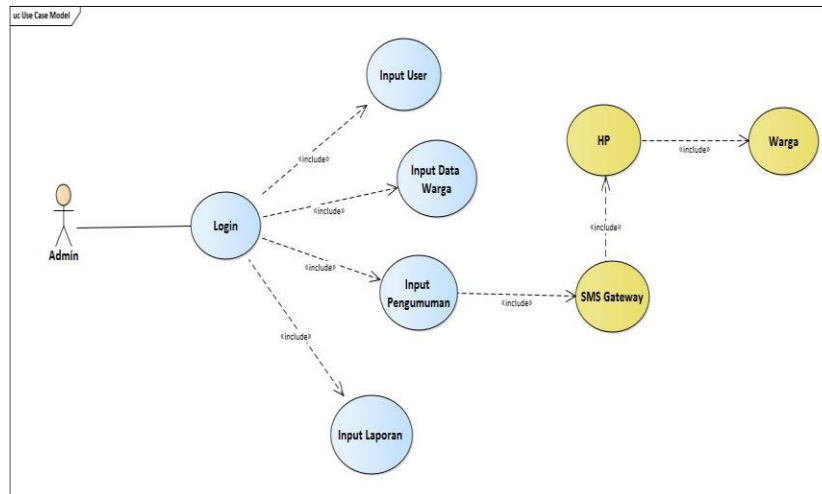 uc Use Case Model
Input User
«include»
HP
«include»
Warga
Input Data
Warga
«include»
Admin
Login
«include»
«include»
Input
Pengumuman
«include»
SMS Gateway
«include»
Input Laporan